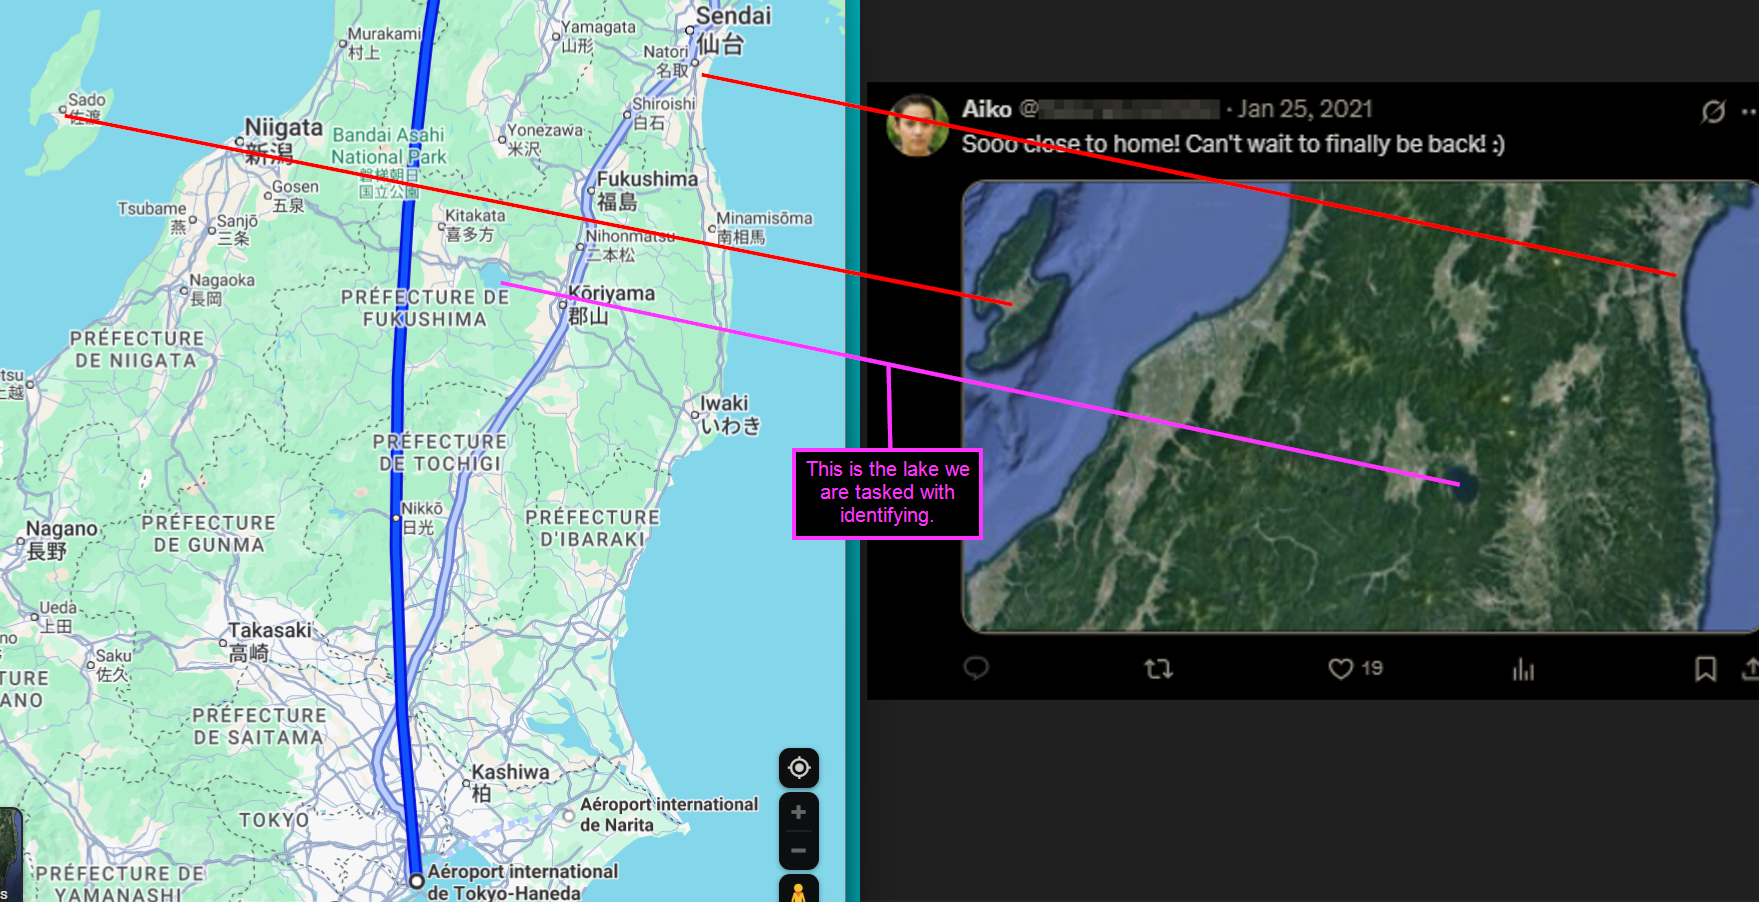 Sendai
仙台
Murakami
村上
Yamagata
山形
Natori
名取
Sado
佐渡
Shiroishi
白石
Niigata
新潟
Bandai Asahi
National Park
磐梯朝日
国立公園
Yonezawa
米沢
Gosen
五泉
Fukushima
福島
Tsubame
燕
Sanjō
三条
Kitakata
喜多方
Minamisōma
南相馬
Nihonmatsu
二本松
Nagaoka
長岡
PRÉFECTURE DE
FUKUSHIMA
Kōriyama
郡山
PRÉFECTURE
DE NIIGATA
tsu
上越
Iwaki
いわき
PRÉFECTURE
DE TOCHIGI
Nikkō
日光
PRÉFECTURE
DE GUNMA
PRÉFECTURE
D'IBARAKI
Nagano
長野
Ueda
上田
Takasaki
高崎
no
Saku
佐久
TURE
ANO
PRÉFECTURE
DE SAITAMA
Kashiwa
柏
TOKYO
Aéroport international
de Narita
PRÉFECTURE DE
YAMANASHI
Aéroport international
de Tokyo-Haneda
s
This is the lake we
are tasked with
identifying.
Aiko @ · Jan 25, 2021
Sooo close to home! Can't wait to finally be back! :)
19